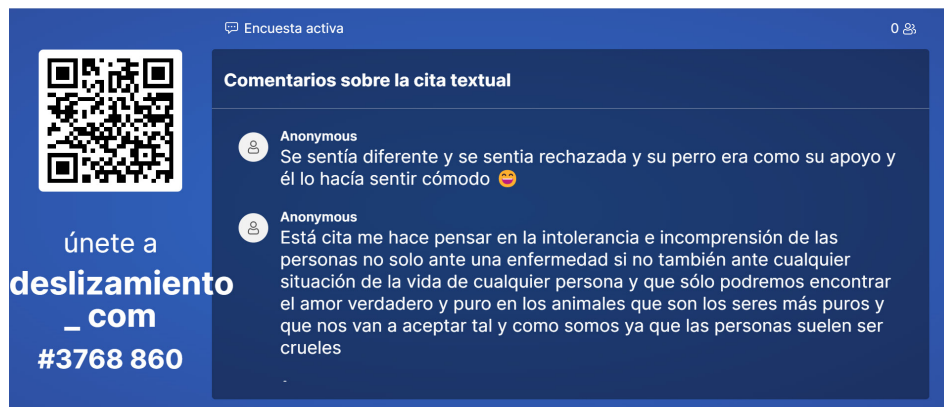 Encuesta activa
0
Comentarios sobre la cita textual
Anonymous
Se sentía diferente y se sentia rechazada y su perro era como su apoyo y
él lo hacía sentir cómodo 😄
Anonymous
Está cita me hace pensar en la intolerancia e incomprensión de las
personas no solo ante una enfermedad si no también ante cualquier
situación de la vida de cualquier persona y que sólo podremos encontrar
el amor verdadero y puro en los animales que son los seres más puros y
que nos van a aceptar tal y como somos ya que las personas suelen ser
crueles
.
únete a
deslizamiento
_ com
#3768 860